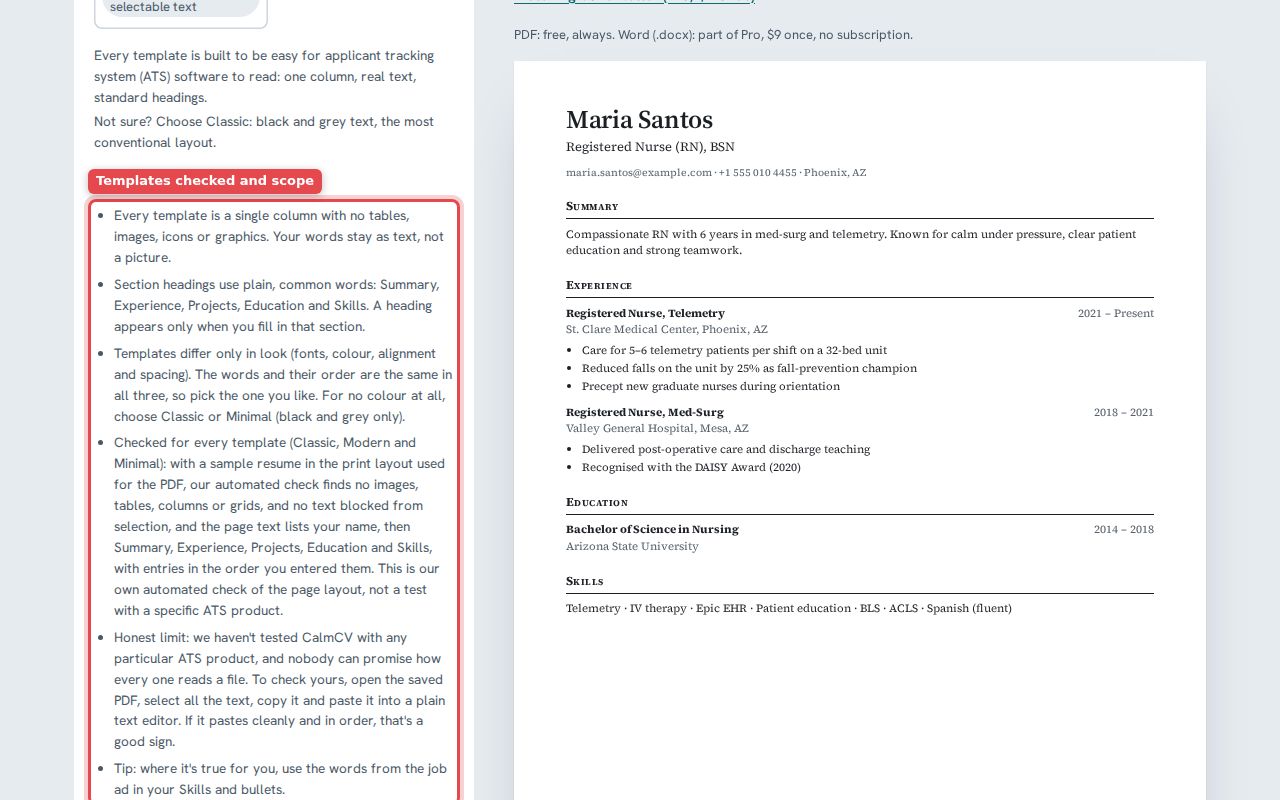 selectable text
Every template is built to be easy for applicant tracking
system (ATS) software to read: one column, real text,
standard headings.
Not sure? Choose Classic: black and grey text, the most
conventional layout.
Templates checked and scope
• Every template is a single column with no tables,
images, icons or graphics. Your words stay as text, not
a picture.
• Section headings use plain, common words: Summary,
Experience, Projects, Education and Skills. A heading
appears only when you fill in that section.
• Templates differ only in look (fonts, colour, alignment
and spacing). The words and their order are the same in
all three, so pick the one you like. For no colour at all,
choose Classic or Minimal (black and grey only).
• Checked for every template (Classic, Modern and
Minimal): with a sample resume in the print layout used
for the PDF, our automated check finds no images,
tables, columns or grids, and no text blocked from
selection, and the page text lists your name, then
Summary, Experience, Projects, Education and Skills,
with entries in the order you entered them. This is our
own automated check of the page layout, not a test
with a specific ATS product.
• Honest limit: we haven't tested CalmCV with any
particular ATS product, and nobody can promise how
every one reads a file. To check yours, open the saved
PDF, select all the text, copy it and paste it into a plain
text editor. If it pastes cleanly and in order, that's a
good sign.
• Tip: where it's true for you, use the words from the job
ad in your Skills and bullets.
PDF: free, always. Word (.docx): part of Pro, $9 once, no subscription.
Maria Santos
Registered Nurse (RN), BSN
maria.santos@example.com · +1 555 010 4455 · Phoenix, AZ
Summary
Compassionate RN with 6 years in med-surg and telemetry. Known for calm under pressure, clear patient
education and strong teamwork.
Experience
Registered Nurse, Telemetry 2021 – Present
St. Clare Medical Center, Phoenix, AZ
• Care for 5–6 telemetry patients per shift on a 32-bed unit
• Reduced falls on the unit by 25% as fall-prevention champion
• Precept new graduate nurses during orientation
Registered Nurse, Med-Surg 2018 – 2021
Valley General Hospital, Mesa, AZ
• Delivered post-operative care and discharge teaching
• Recognised with the DAISY Award (2020)
Education
Bachelor of Science in Nursing 2014 – 2018
Arizona State University
Skills
Telemetry · IV therapy · Epic EHR · Patient education · BLS · ACLS · Spanish (fluent)